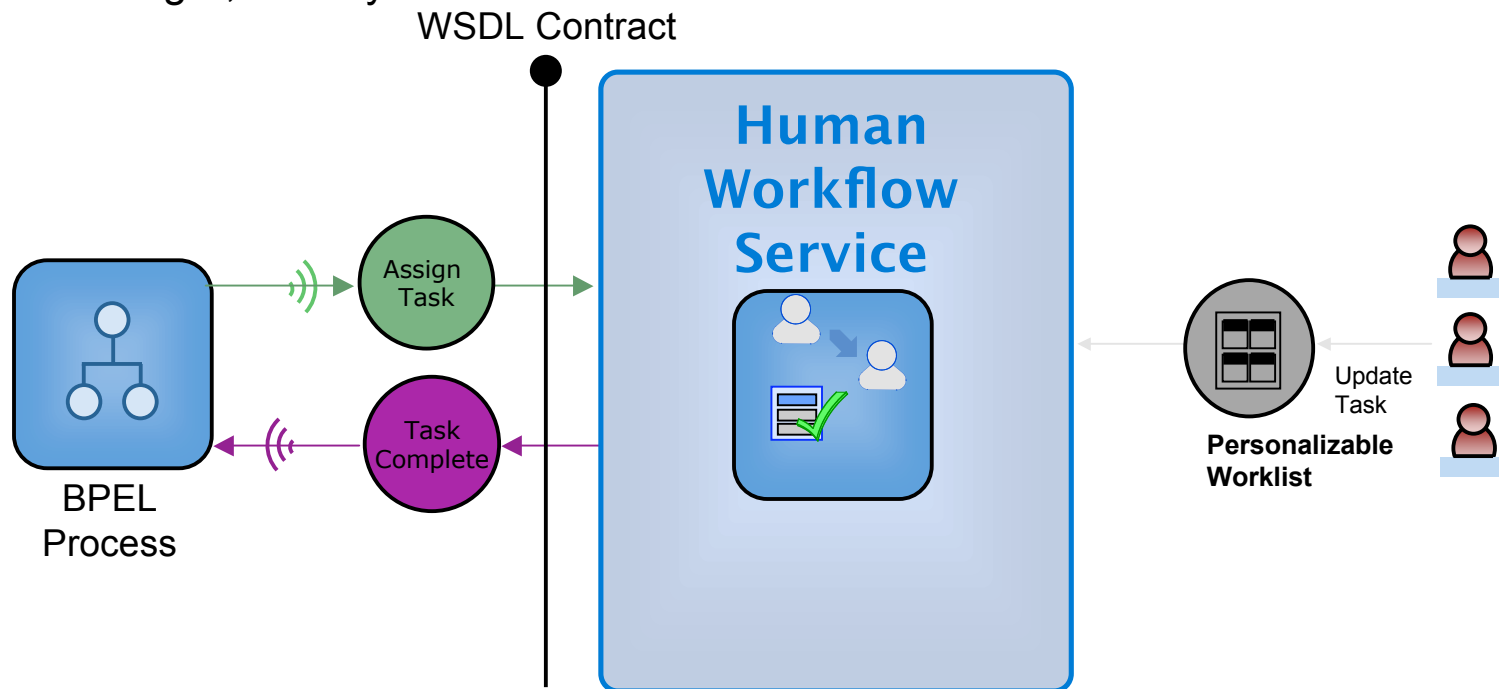 WSDL Contract
Human
Workflow
Service
Assign
Task
Task
Complete
BPEL
Process
Update
Task
Personalizable
Worklist